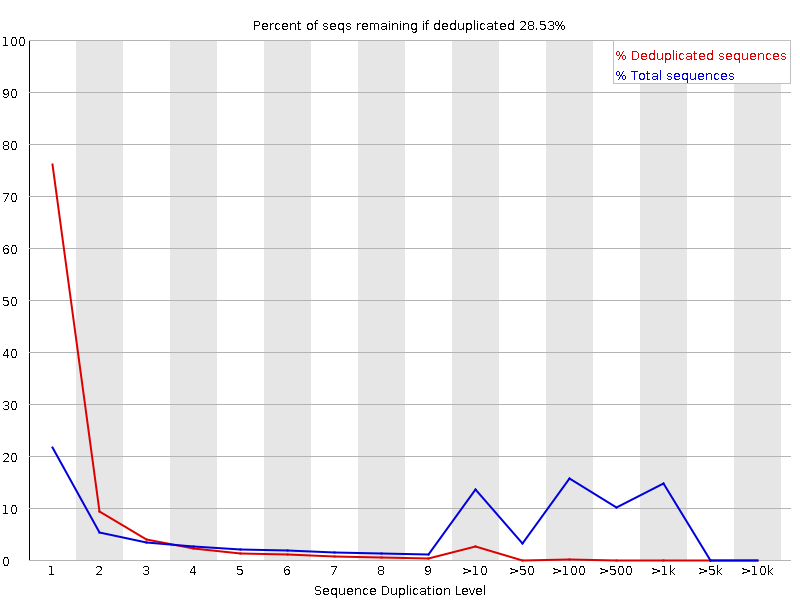 Percent of seqs remaining if deduplicated 28.53%
% Deduplicated sequences
% Total sequences
100
90
80
70
60
50
40
30
20
10
0
1 2 3 4 5 6 7 8 9 >10 >50 >100 >500 >1k >5k >10k
Sequence Duplication Level